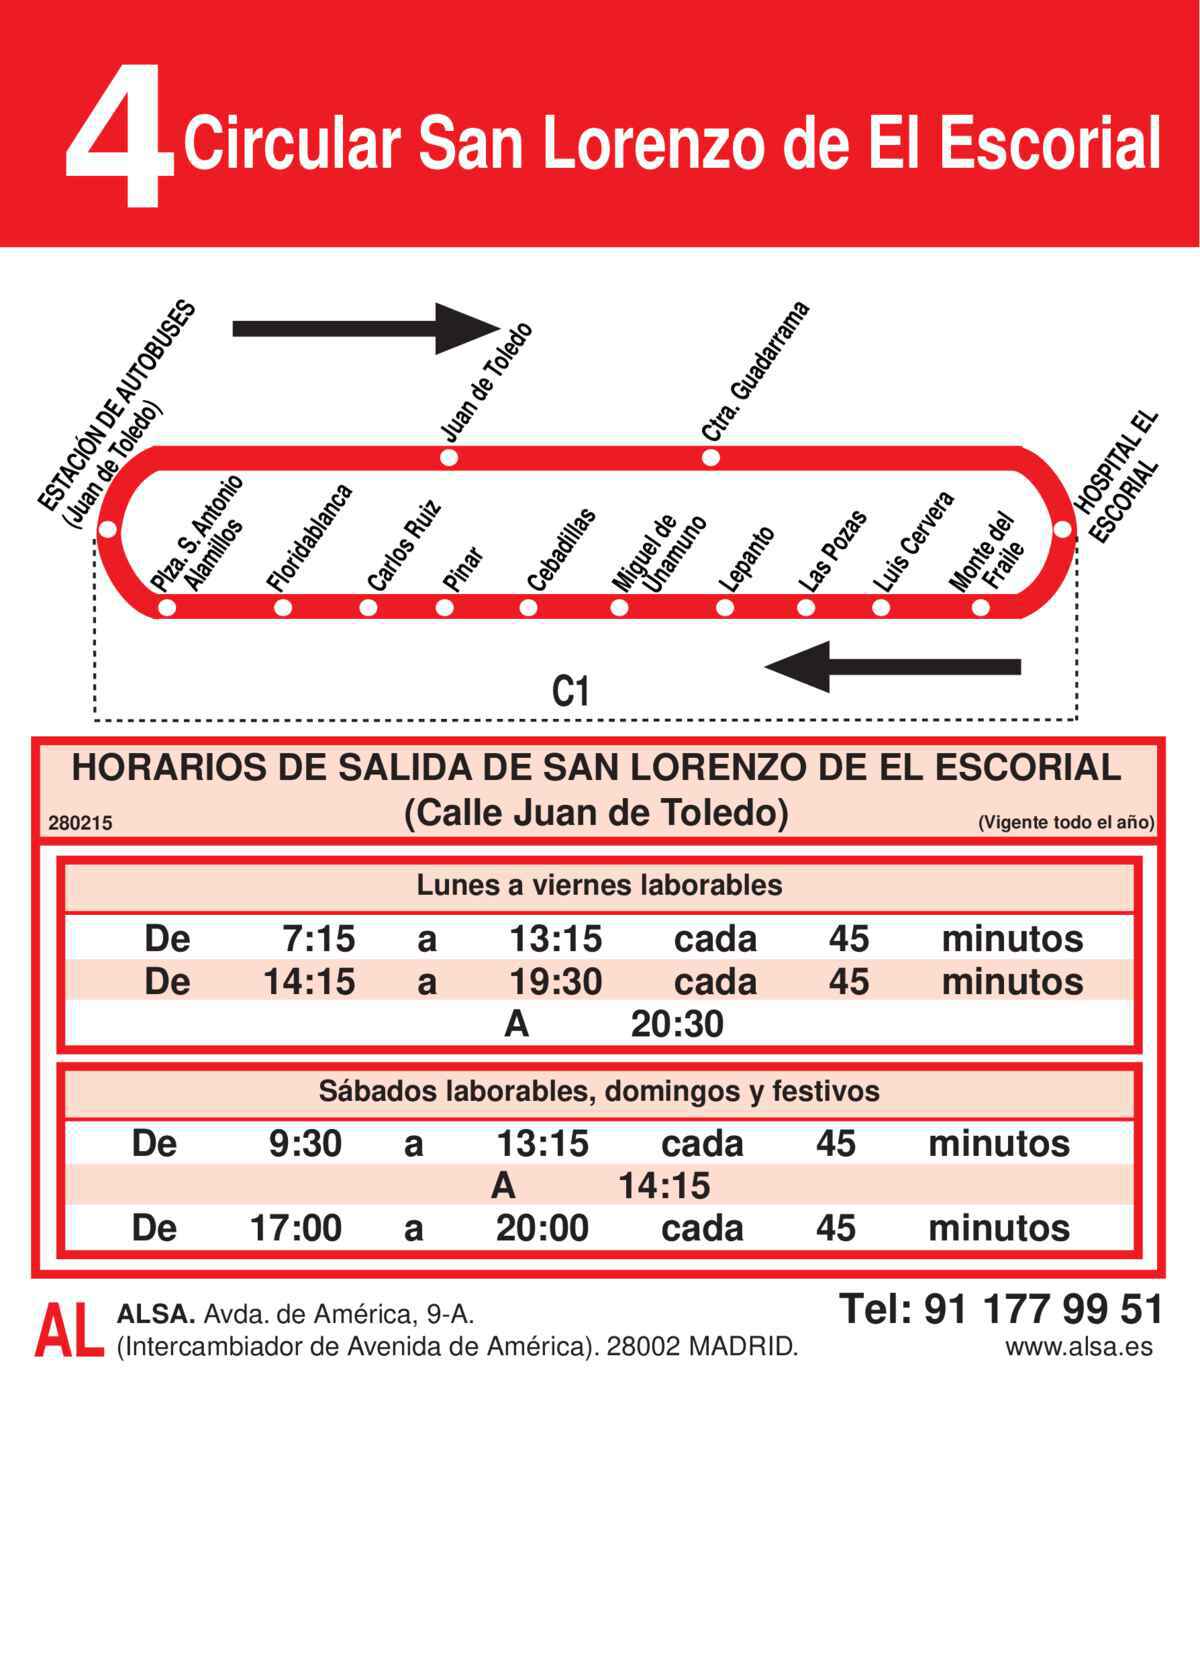 4 Circular San Lorenzo de El Escorial
ESTACIÓN DE AUTOBUSES
(Juan de Toledo)
Juan de Toledo
Ctra. Guadarrama
HOSPITAL EL
ESCORIAL
Plza. S. Antonio
Alamillos
Floridablanca
Carlos Ruiz
Pinar
Cebadillas
Miguel de
Unamuno
Lepanto
Las Pozas
Luis Cervera
Monte del
Fraile
C1
HORARIOS DE SALIDA DE SAN LORENZO DE EL ESCORIAL
(Calle Juan de Toledo)
280215
(Vigente todo el año)
Lunes a viernes laborables
De 7:15 a 13:15 cada 45 minutos
De 14:15 a 19:30 cada 45 minutos
A 20:30
Sábados laborables, domingos y festivos
De 9:30 a 13:15 cada 45 minutos
A 14:15
De 17:00 a 20:00 cada 45 minutos
AL
ALSA. Avda. de América, 9-A.
(Intercambiador de Avenida de América). 28002 MADRID.
Tel: 91 177 99 51
www.alsa.es